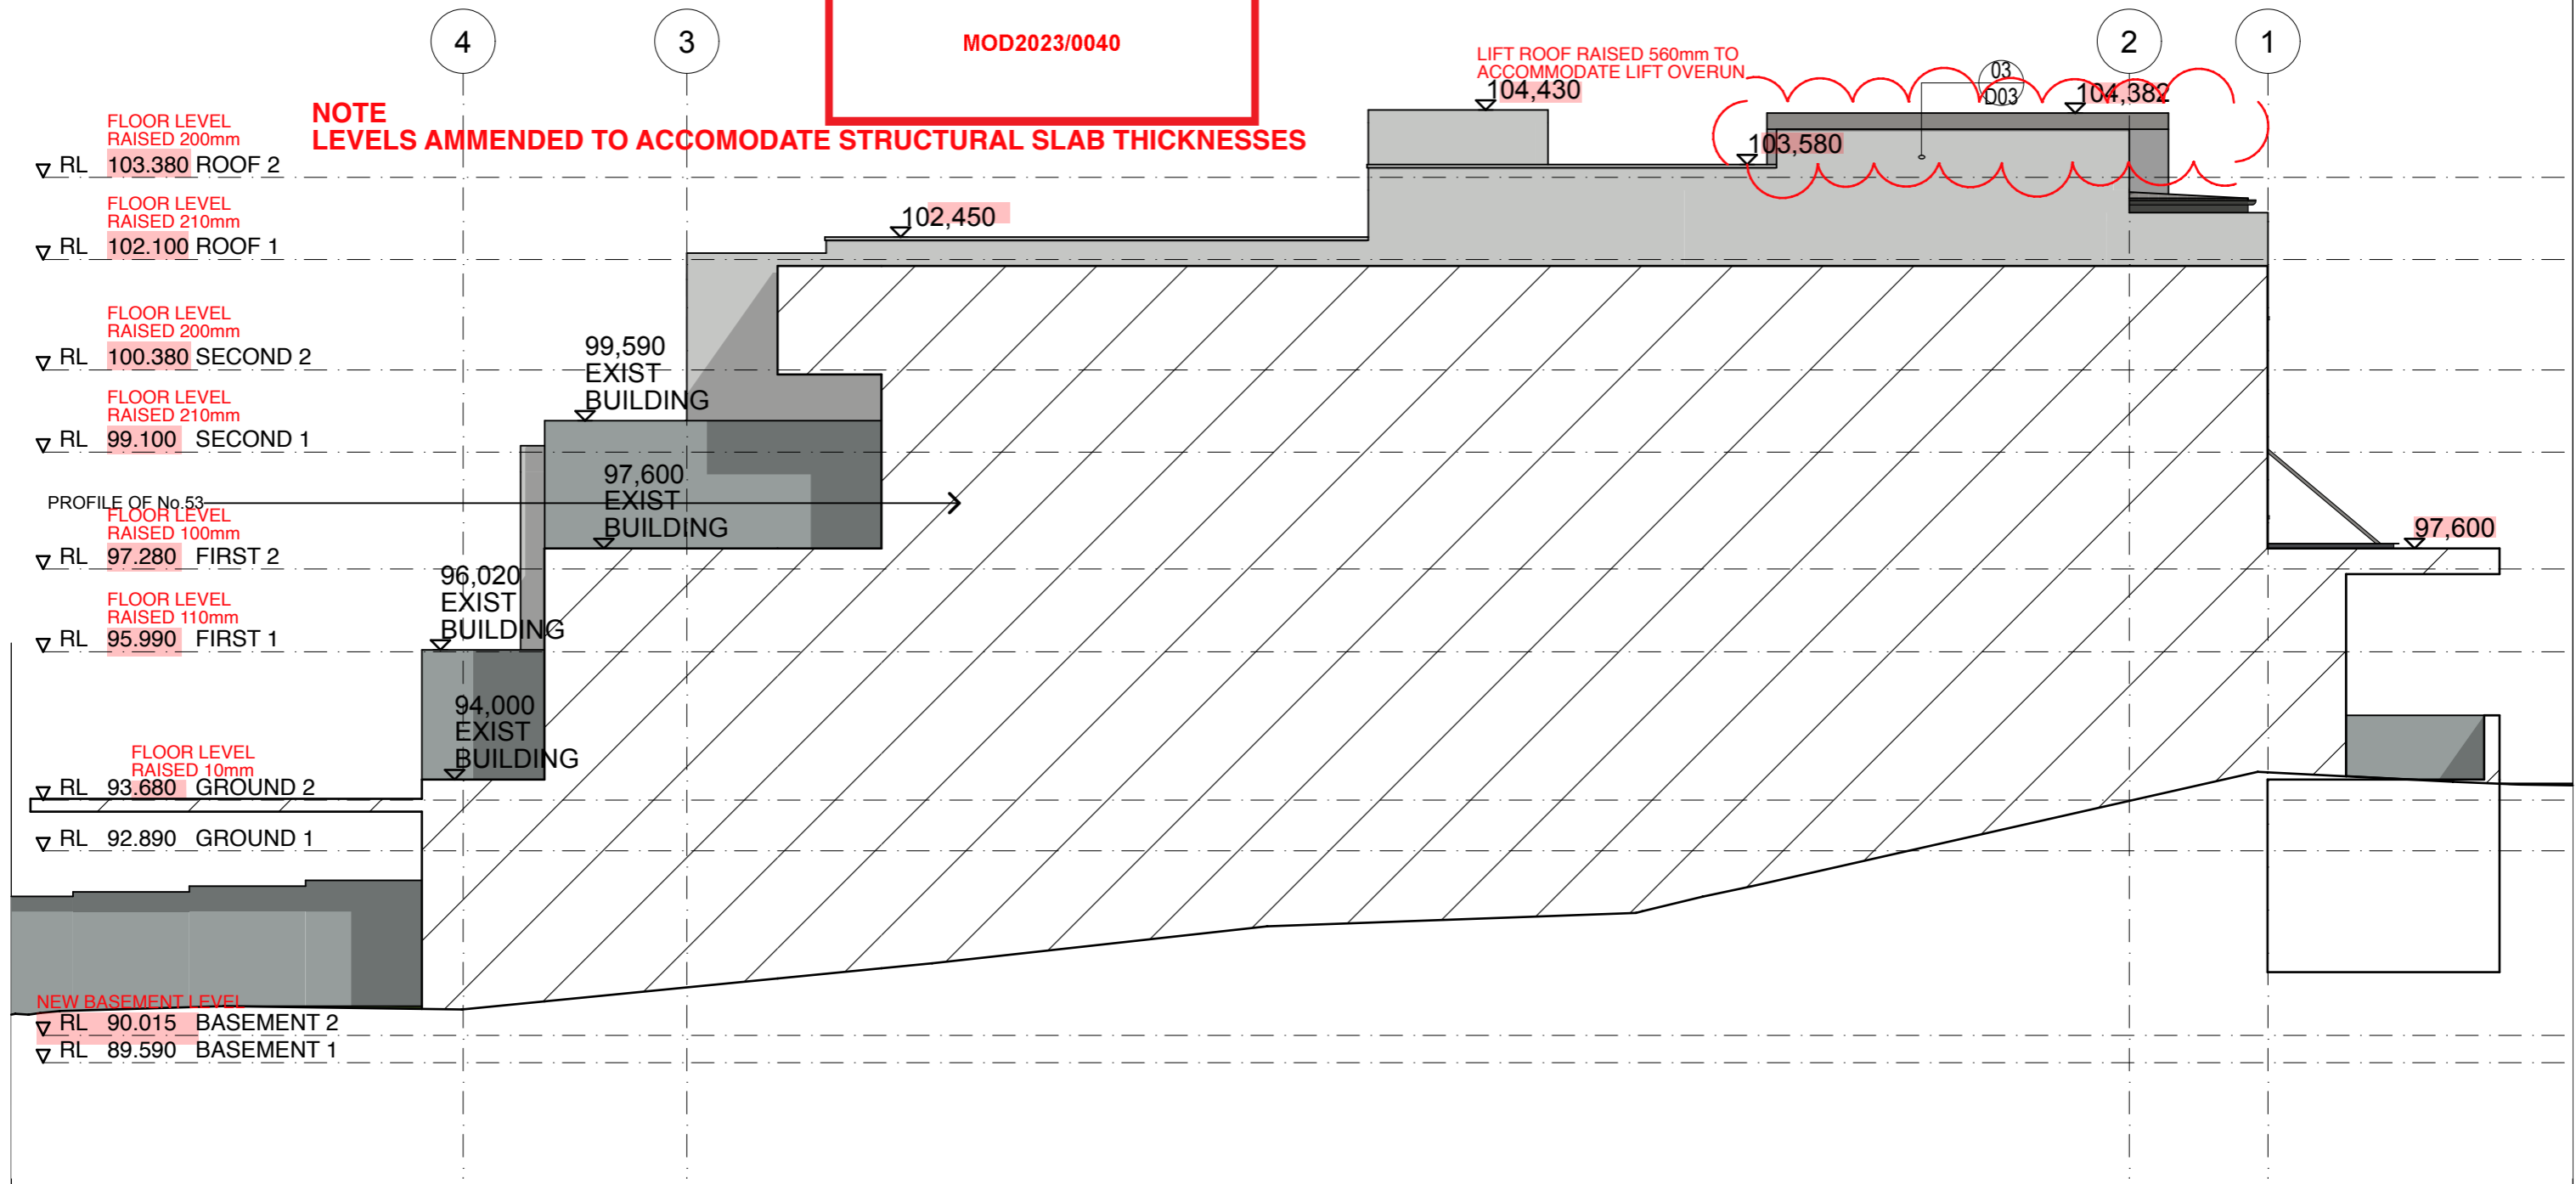 4
3
MOD2023/0040
2
1
LIFT ROOF RAISED 560mm TO
ACCOMMODATE LIFT OVERUN
104,430
03
D03
104,382
103,580
NOTE
LEVELS AMMENDED TO ACCOMODATE STRUCTURAL SLAB THICKNESSES
FLOOR LEVEL
RAISED 200mm
RL 103.380 ROOF 2
FLOOR LEVEL
RAISED 210mm
RL 102.100 ROOF 1
102,450
FLOOR LEVEL
RAISED 200mm
RL 100.380 SECOND 2
99,590
EXIST
BUILDING
FLOOR LEVEL
RAISED 210mm
RL 99.100 SECOND 1
97,600
EXIST
BUILDING
PROFILE OF No.53
FLOOR LEVEL
RAISED 100mm
RL 97.280 FIRST 2
97,600
96,020
EXIST
BUILDING
FLOOR LEVEL
RAISED 110mm
RL 95.990 FIRST 1
94,000
EXIST
BUILDING
FLOOR LEVEL
RAISED 10mm
RL 93.680 GROUND 2
RL 92.890 GROUND 1
NEW BASEMENT LEVEL
RL 90.015 BASEMENT 2
RL 89.590 BASEMENT 1